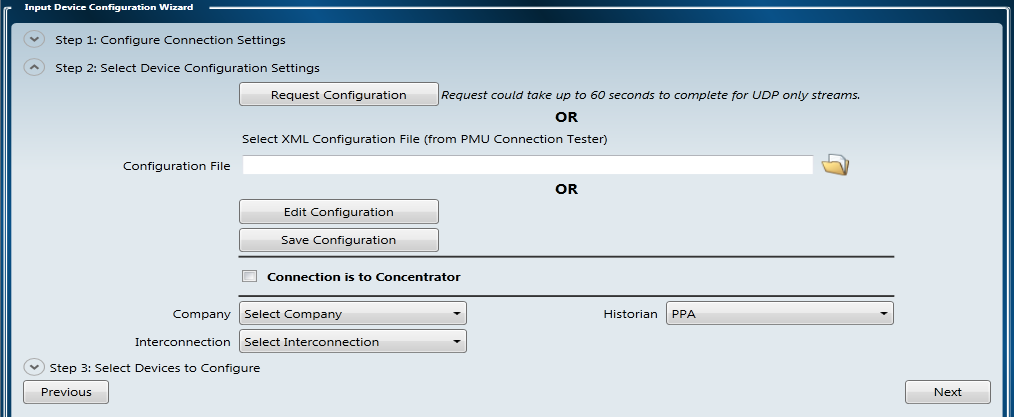 Input Device Configuration Wizard
Step 1: Configure Connection Settings
Step 2: Select Device Configuration Settings
Request Configuration Request could take up to 60 seconds to complete for UDP only streams.
OR
Select XML Configuration File (from PMU Connection Tester)
Configuration File
OR
Edit Configuration
Save Configuration
Connection is to Concentrator
Company Select Company Historian PPA
Interconnection Select Interconnection
Step 3: Select Devices to Configure
Previous Next